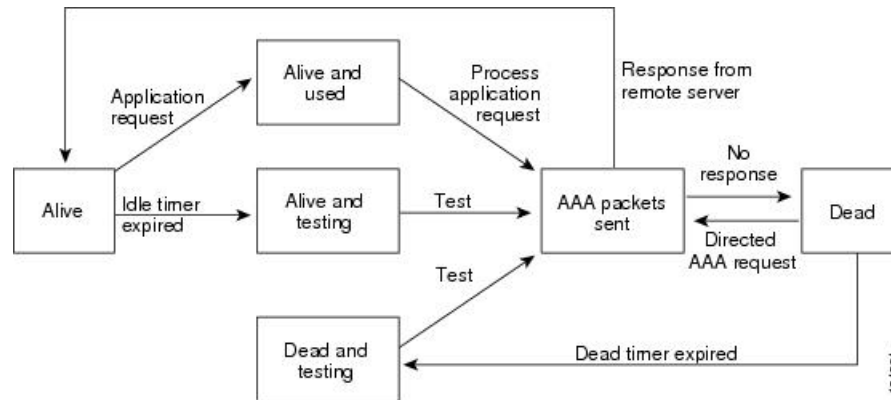 Alive and
used
Process
application
request
Response from
remote server
Application
request
Alive
Idle timer
expired
Alive and
testing
Test
AAA packets
sent
No
response
Dead
Directed
AAA request
Test
Dead and
testing
Dead timer expired